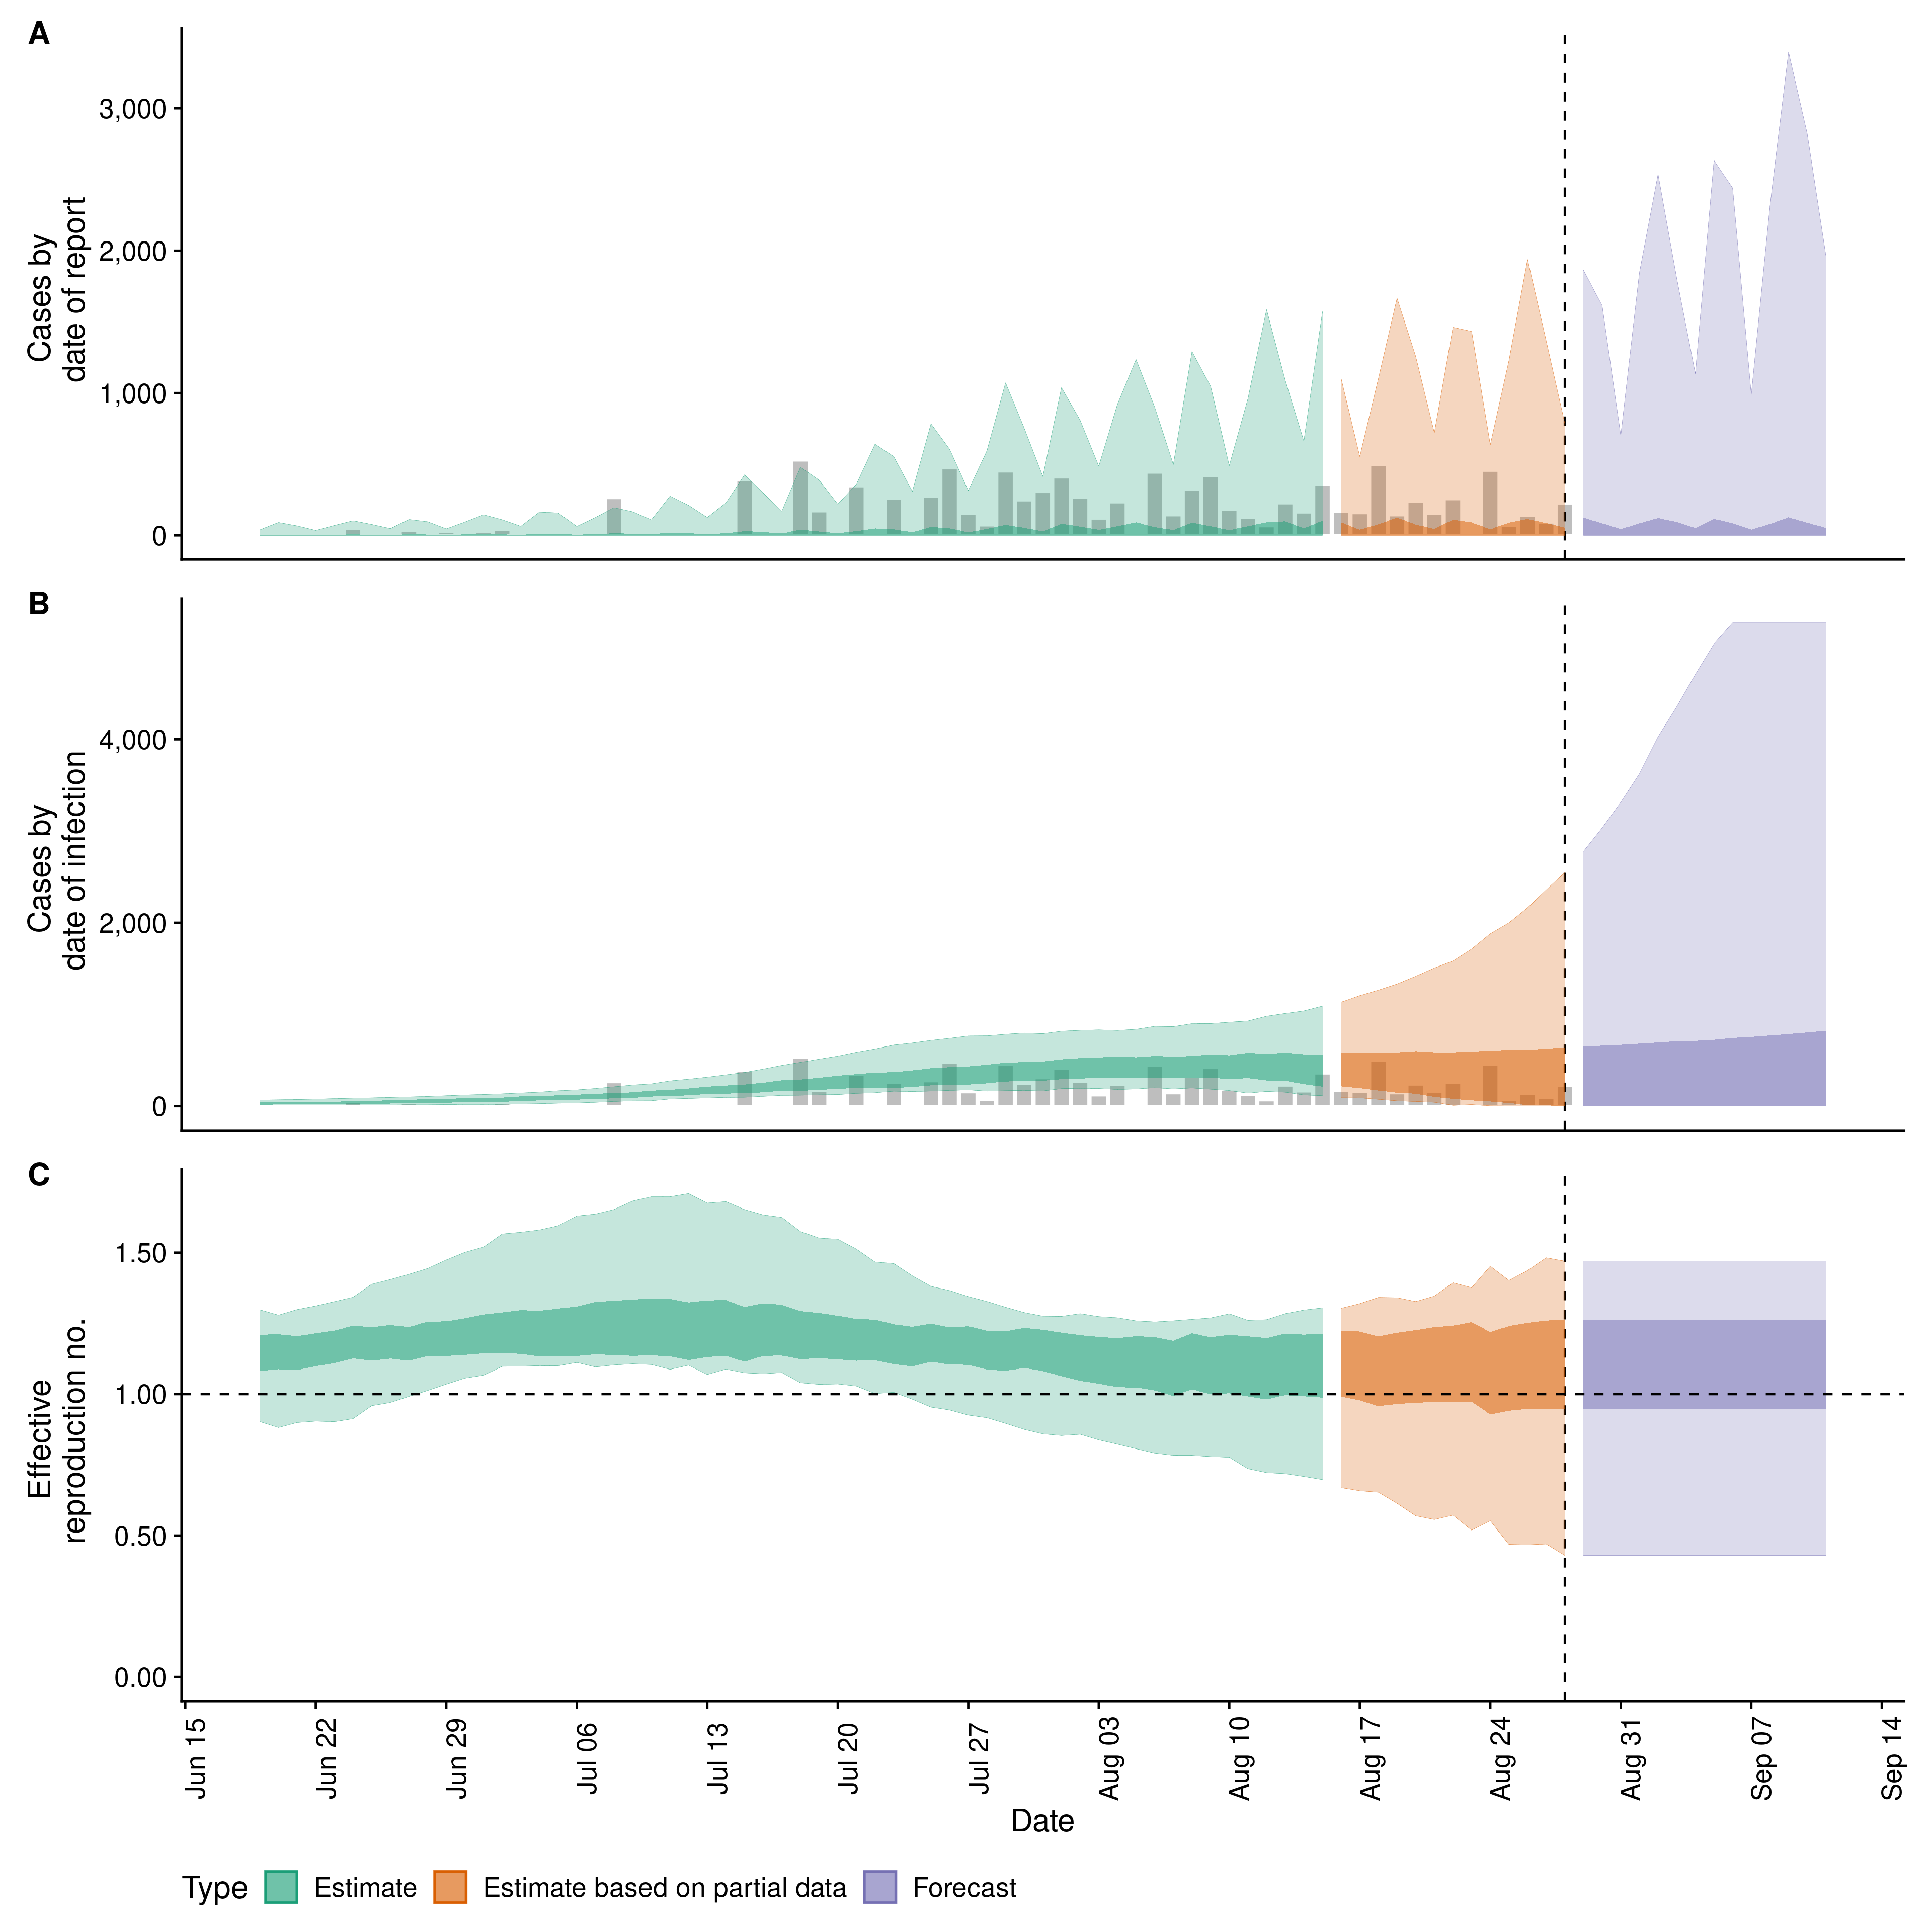 A
Cases by
date of report
3,000
2,000
1,000
0
B
Cases by
date of infection
4,000
2,000
0
C
Effective
reproduction no.
1.50
1.00
0.50
0.00
Jun 15
Jun 22
Jun 29
Jul 06
Jul 13
Jul 20
Jul 27
Aug 03
Aug 10
Aug 17
Aug 24
Aug 31
Sep 07
Sep 14
Date
Type Estimate Estimate based on partial data Forecast